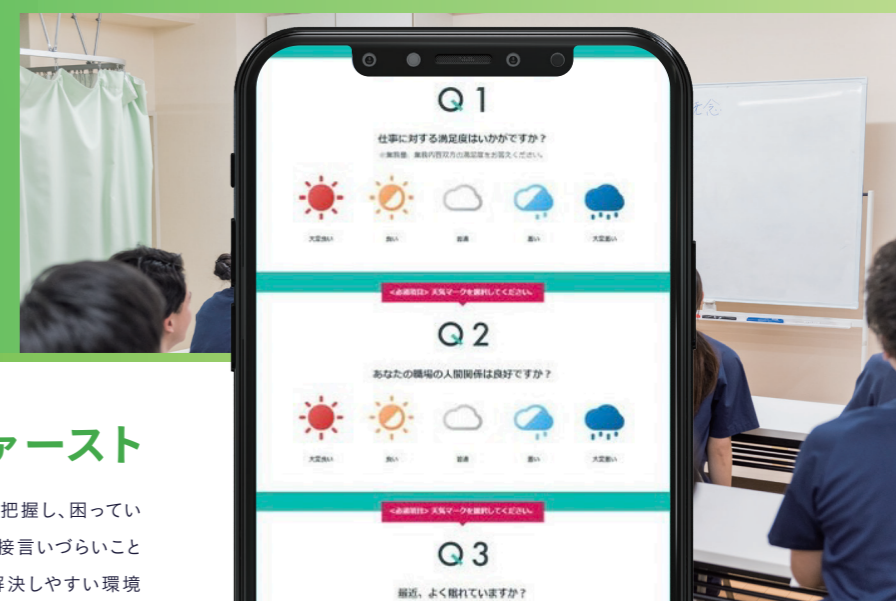 Q1
仕事に対する満足度はいかがですか？
※業務量、業務内容双方の満足度をお答えください。
大変良い 良い 普通 悪い 大変悪い
<必須項目> 天気マークを選択してください。
Q2
あなたの職場の人間関係は良好ですか？
大変良い 良い 普通 悪い 大変悪い
<必須項目> 天気マークを選択してください。
Q3
最近、よく眠れていますか？
ァースト
把握し、困ってい
接言いづらいこと
解決しやすい環境